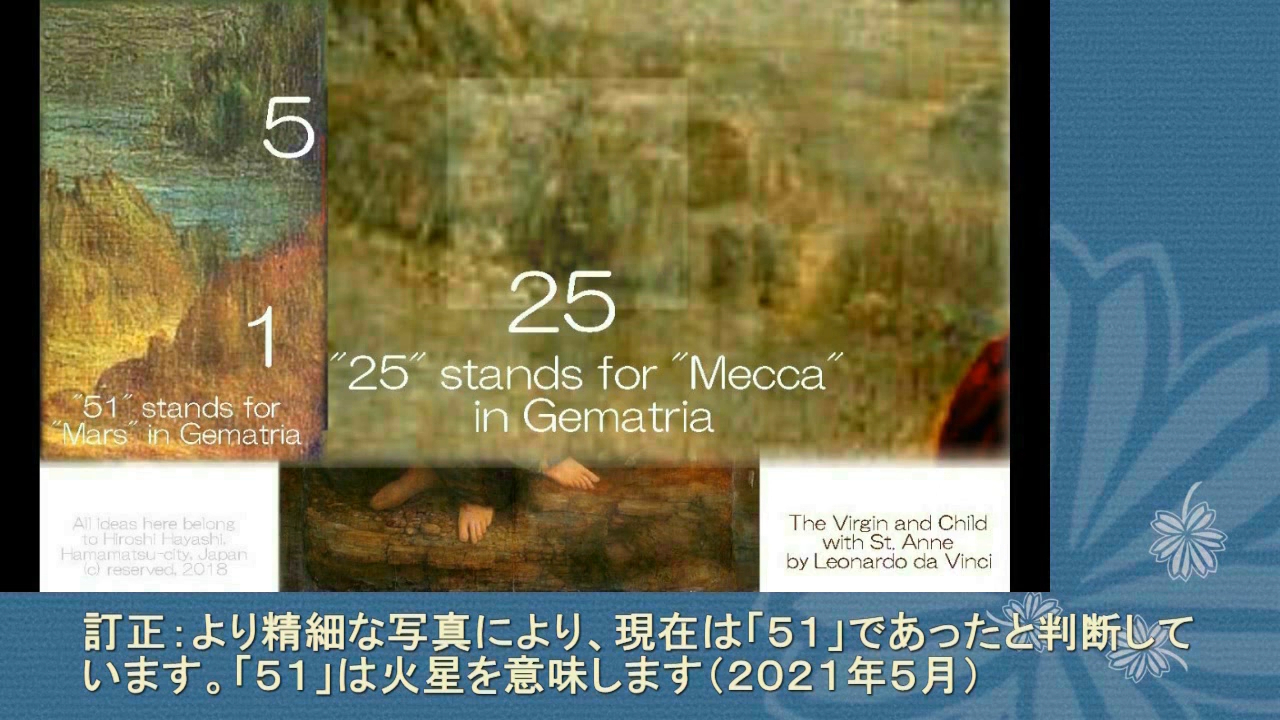 5
1
"51" stands for
"Mars" in Gematria
25
"25" stands for "Mecca"
in Gematria
All ideas here belong
to Hiroshi Hayashi,
Hamamatsu-city, Japan
(c) reserved, 2018
The Virgin and Child
with St. Anne
by Leonardo da Vinci
訂正：より精細な写真により、現在は「５１」であったと判断して
います。「５１」は火星を意味します（２０２１年５月）